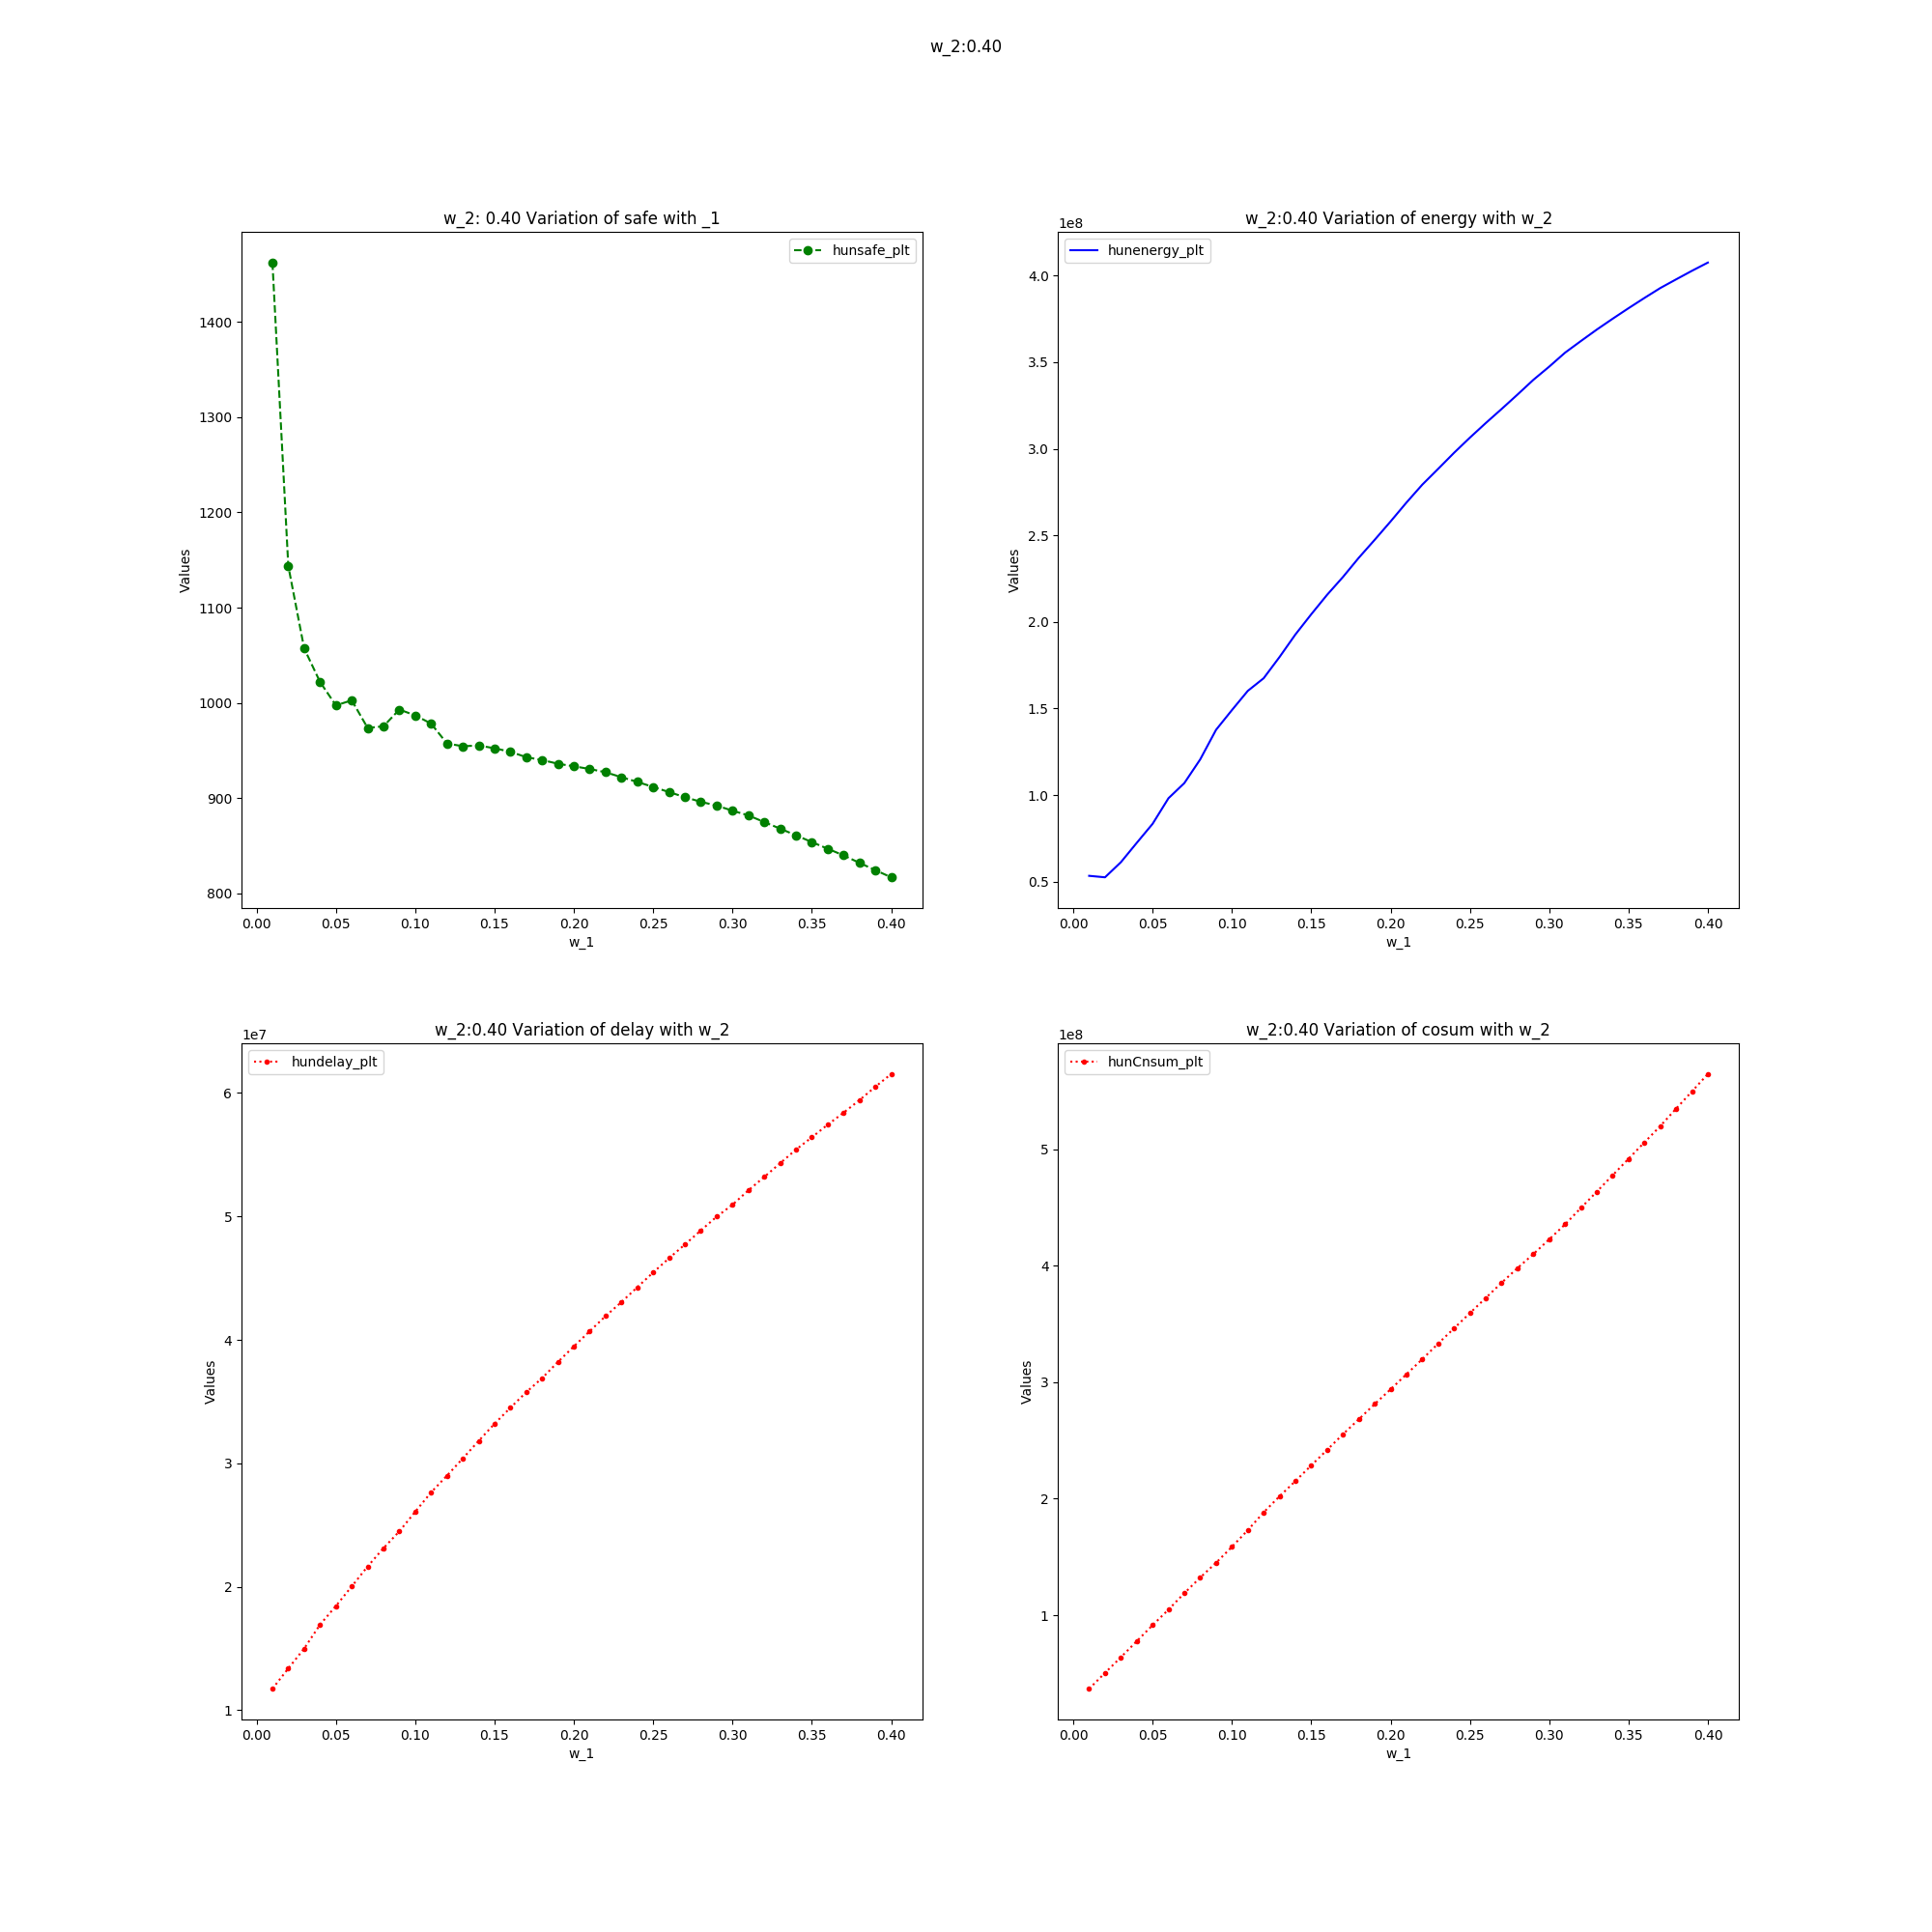 w_2:0.40
w_2: 0.40 Variation of safe with _1
hunsafe_plt
1400
1300
1200
1100
1000
900
800
Values
0.00 0.05 0.10 0.15 0.20 0.25 0.30 0.35 0.40
w_1
w_2:0.40 Variation of energy with w_2
1e8
hunenergy_plt
4.0
3.5
3.0
2.5
2.0
1.5
1.0
0.5
Values
0.00 0.05 0.10 0.15 0.20 0.25 0.30 0.35 0.40
w_1
w_2:0.40 Variation of delay with w_2
1e7
hundelay_plt
6
5
4
3
2
1
Values
0.00 0.05 0.10 0.15 0.20 0.25 0.30 0.35 0.40
w_1
w_2:0.40 Variation of cosum with w_2
1e8
hunCnsum_plt
5
4
3
2
1
Values
0.00 0.05 0.10 0.15 0.20 0.25 0.30 0.35 0.40
w_1